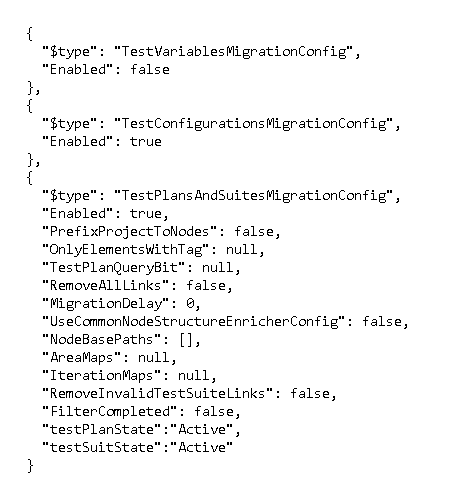 {
  "$type": "TestVariablesMigrationConfig",
  "Enabled": false
},
{
  "$type": "TestConfigurationsMigrationConfig",
  "Enabled": true
},
{
  "$type": "TestPlansAndSuitesMigrationConfig",
  "Enabled": true,
  "PrefixProjectToNodes": false,
  "OnlyElementsWithTag": null,
  "TestPlanQueryBit": null,
  "RemoveAllLinks": false,
  "MigrationDelay": 0,
  "UseCommonNodeStructureEnricherConfig": false,
  "NodeBasePaths": [],
  "AreaMaps": null,
  "IterationMaps": null,
  "RemoveInvalidTestSuiteLinks": false,
  "FilterCompleted": false,
  "testPlanState":"Active",
  "testSuitState":"Active"
}